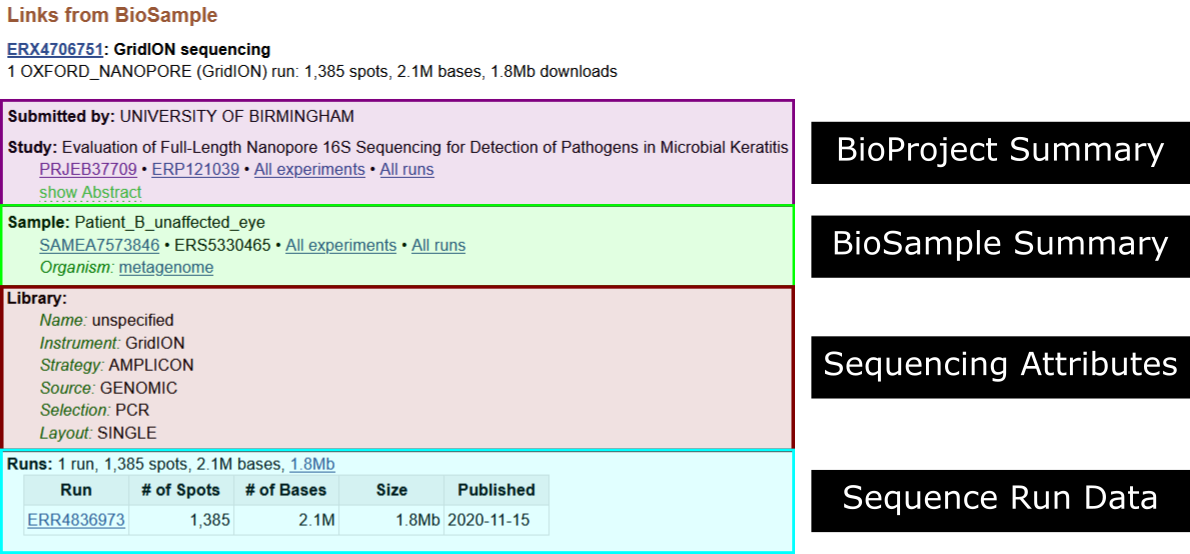 Links from BioSample
ERX4706751: GridION sequencing
1 OXFORD_NANOPORE (GridION) run: 1,385 spots, 2.1M bases, 1.8Mb downloads
Submitted by: UNIVERSITY OF BIRMINGHAM
Study: Evaluation of Full-Length Nanopore 16S Sequencing for Detection of Pathogens in Microbial Keratitis
PRJEB37709 • ERP121039 • All experiments • All runs
show Abstract
BioProject Summary
Sample: Patient_B_unaffected_eye
SAMEA7573846 • ERS5330465 • All experiments • All runs
Organism: metagenome
BioSample Summary
Library:
Name: unspecified
Instrument: GridION
Strategy: AMPLICON
Source: GENOMIC
Selection: PCR
Layout: SINGLE
Sequencing Attributes
Runs: 1 run, 1,385 spots, 2.1M bases, 1.8Mb
Run # of Spots # of Bases Size Published
ERR4836973 1,385 2.1M 1.8Mb 2020-11-15
Sequence Run Data